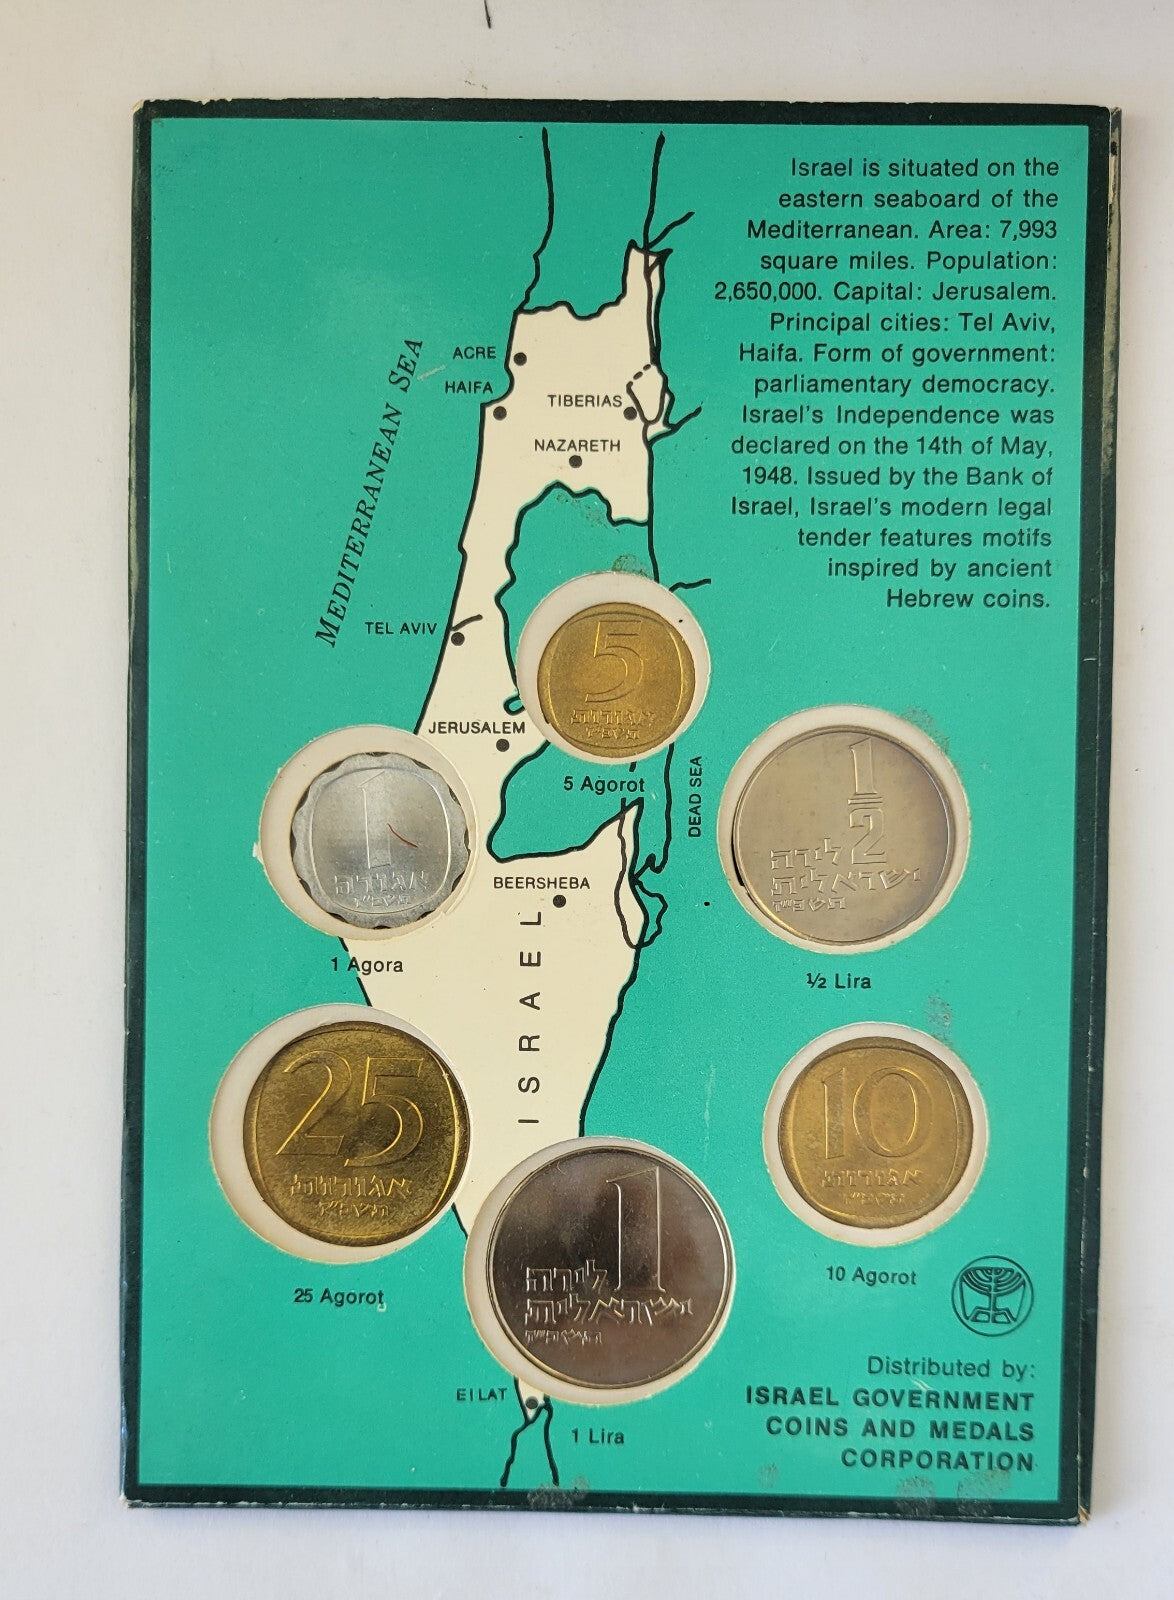 Israel is situated on the
eastern seaboard of the
Mediterranean. Area: 7,993
square miles. Population:
2,650,000. Capital: Jerusalem.
Principal cities: Tel Aviv,
Haifa. Form of government:
parliamentary democracy.
Israel's Independence was
declared on the 14th of May,
1948. Issued by the Bank of
Israel, Israel's modern legal
tender features motifs
inspired by ancient
Hebrew coins.
MEDITERRANEAN SEA
ACRE
HAIFA
TIBERIAS
NAZARETH
TEL AVIV
JERUSALEM
DEAD SEA
BEERSHEBA
ISRAEL
EILAT
5
אגורות
5 Agorot
1
אגורה
1 Agora
1/2
לירה
ישראלית
½ Lira
25
אגורות
25 Agorot
10
אגורות
10 Agorot
1
לירה
ישראלית
1 Lira
Distributed by:
ISRAEL GOVERNMENT
COINS AND MEDALS
CORPORATION